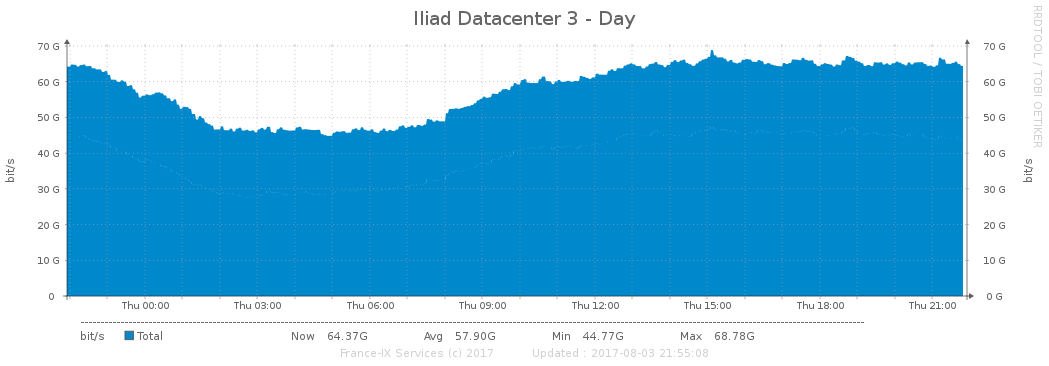 Iliad Datacenter 3 - Day
RRDTOOL / TOBI OETIKER
70 G 70 G
60 G 60 G
50 G 50 G
40 G 40 G
30 G 30 G
20 G 20 G
10 G 10 G
0 0 G
bit/s bit/s
Thu 00:00 Thu 03:00 Thu 06:00 Thu 09:00 Thu 12:00 Thu 15:00 Thu 18:00 Thu 21:00
bit/s Total Now 64.37G Avg 57.90G Min 44.77G Max 68.78G
France-IX Services (c) 2017 Updated : 2017-08-03 21:55:08